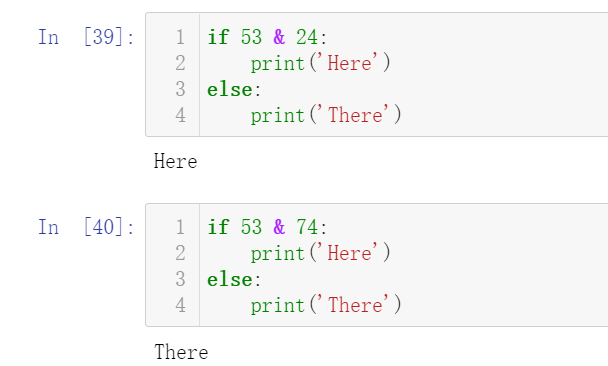 In [39]:
1 if 53 & 24:
2     print('Here')
3 else:
4     print('There')
Here
In [40]:
1 if 53 & 74:
2     print('Here')
3 else:
4     print('There')
There